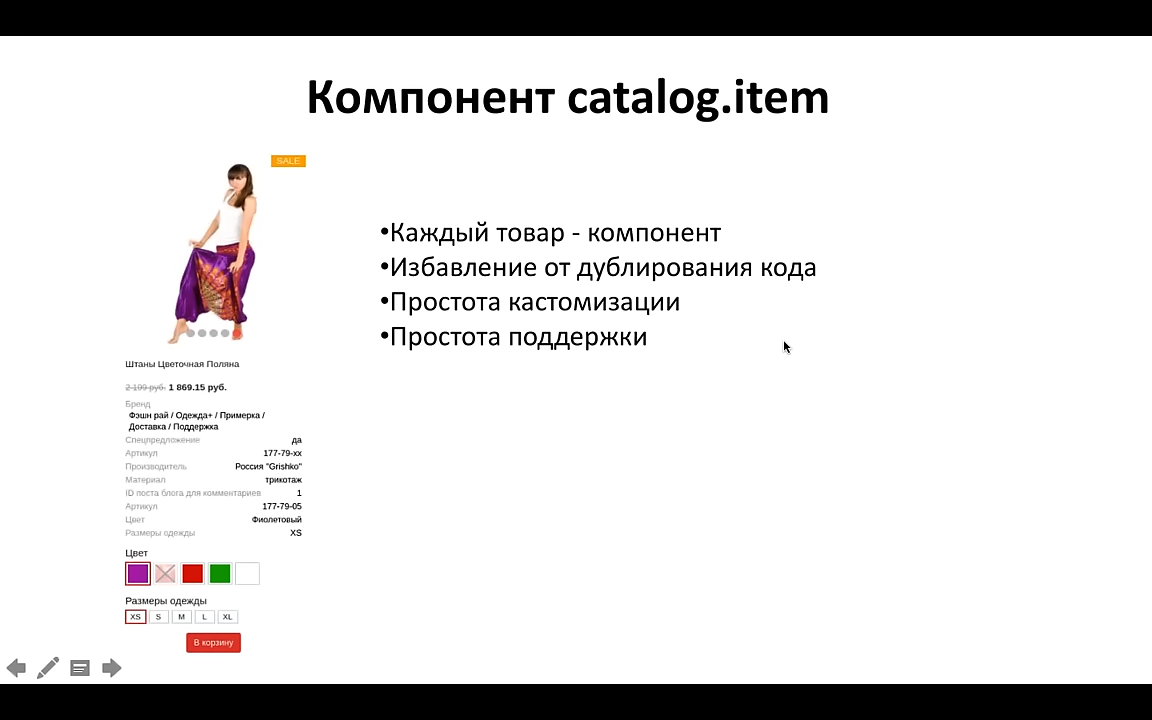 Компонент catalog.item
SALE
•Каждый товар - компонент
•Избавление от дублирования кода
•Простота кастомизации
•Простота поддержки
Штаны Цветочная Поляна
2 199 руб. 1 869.15 руб.
Бренд
Фэшн рай / Одежда+ / Примерка /
Доставка / Поддержка
Спецпредложение да
Артикул 177-79-xx
Производитель Россия "Grishko"
Материал трикотаж
ID поста блога для комментариев 1
Артикул 177-79-05
Цвет Фиолетовый
Размеры одежды XS
Цвет
Размеры одежды
XS S M L XL
В корзину